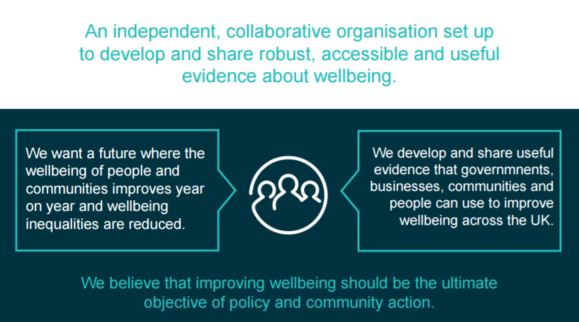 An independent, collaborative organisation set up
to develop and share robust, accessible and useful
evidence about wellbeing.
We want a future where the
wellbeing of people and
communities improves year
on year and wellbeing
inequalities are reduced.
We develop and share useful
evidence that governmnents,
businesses, communities and
people can use to improve
wellbeing across the UK.
We believe that improving wellbeing should be the ultimate
objective of policy and community action.